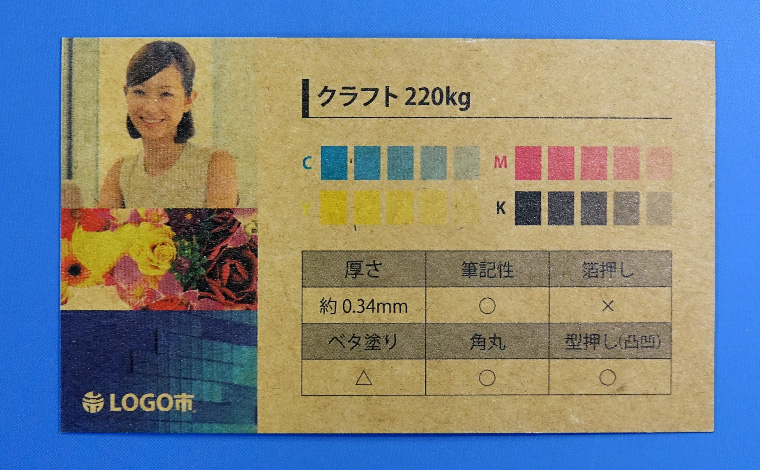 クラフト 220kg
C M
Y K
厚さ 筆記性 箔押し
約 0.34mm ○ ×
ベタ塗り 角丸 型押し(凸凹)
△ ○ ○
LOGO市